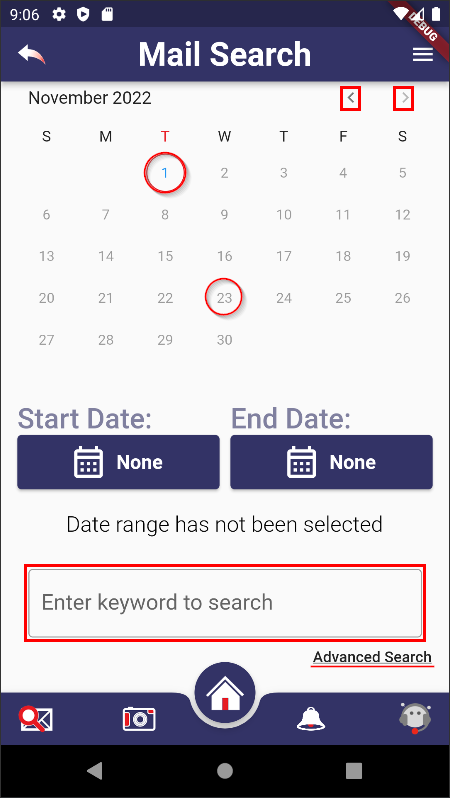 9:06
DEBUG
Mail Search
November 2022
S M T W T F S
1 2 3 4 5
6 7 8 9 10 11 12
13 14 15 16 17 18 19
20 21 22 23 24 25 26
27 28 29 30
Start Date: End Date:
None None
Date range has not been selected
Enter keyword to search
Advanced Search